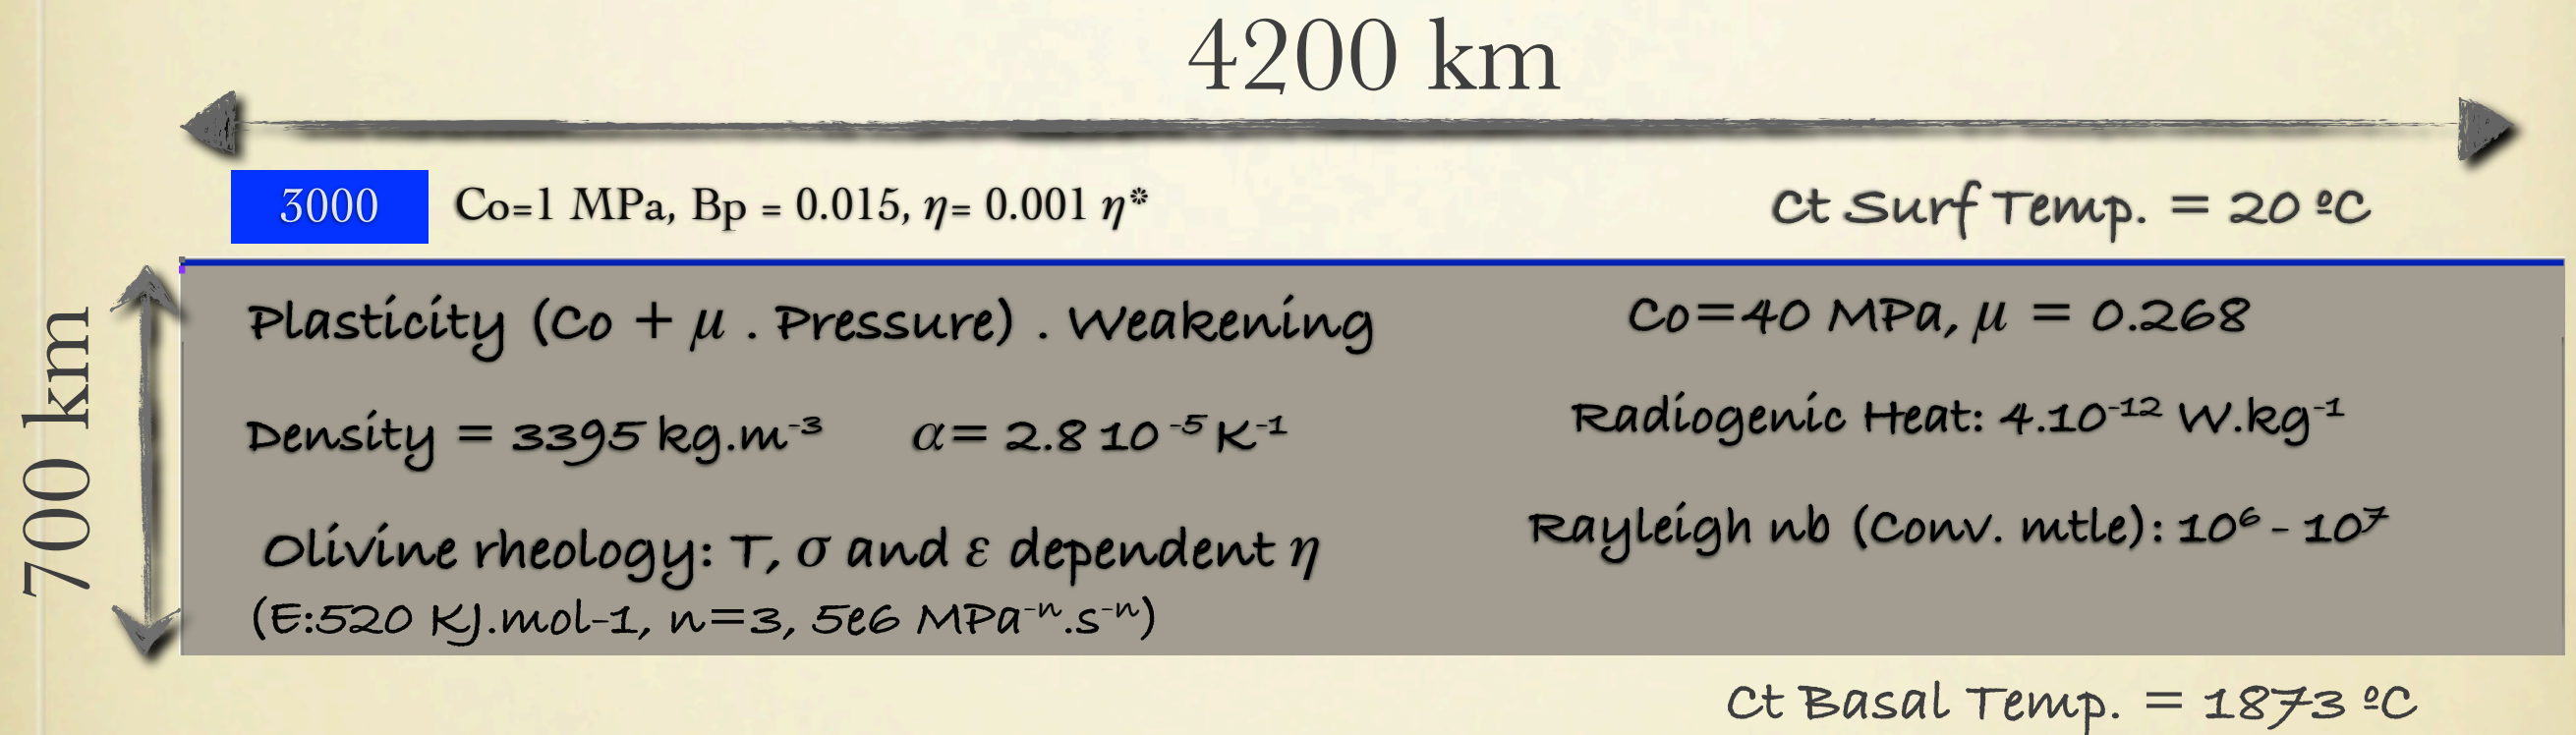 4200 km
3000
Co=1 MPa, Bp = 0.015, η= 0.001 η*
Ct Surf Temp. = 20 ºC
700 km
Plasticity (Co + μ . Pressure) . Weakening
Co=40 MPa, μ = 0.268
Density = 3395 kg.m⁻³ α= 2.8 10⁻⁵ K⁻¹
Radiogenic Heat: 4.10⁻¹² W.kg⁻¹
Olivine rheology: T, σ and ε dependent η
Rayleigh nb (Conv. mtle): 10⁶ - 10⁷
(E:520 KJ.mol-1, n=3, 5e6 MPa⁻ⁿ.s⁻ⁿ)
Ct Basal Temp. = 1873 ºC